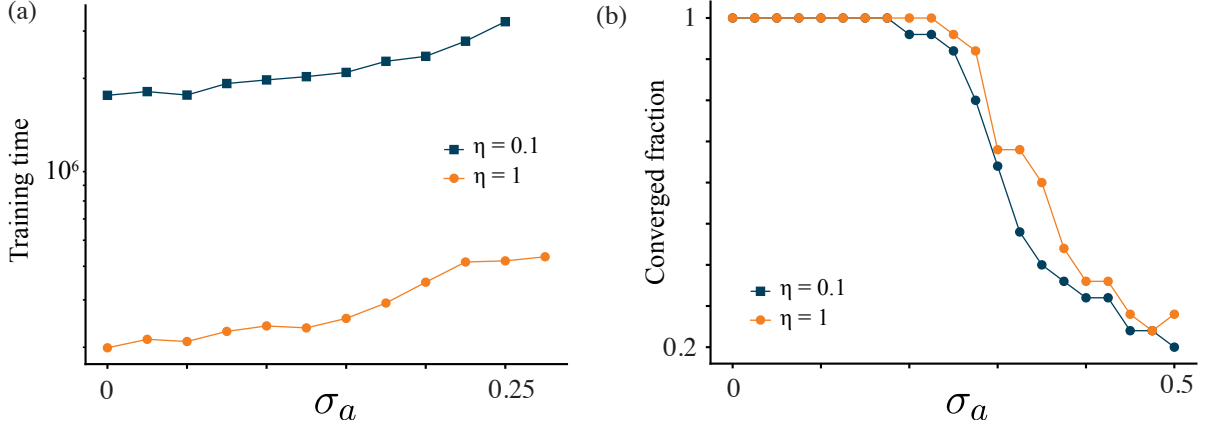 (a)
Training time
10⁶
η = 0.1
η = 1
0
0.25
σₐ
(b)
Converged fraction
1
0.2
η = 0.1
η = 1
0
0.5
σₐ